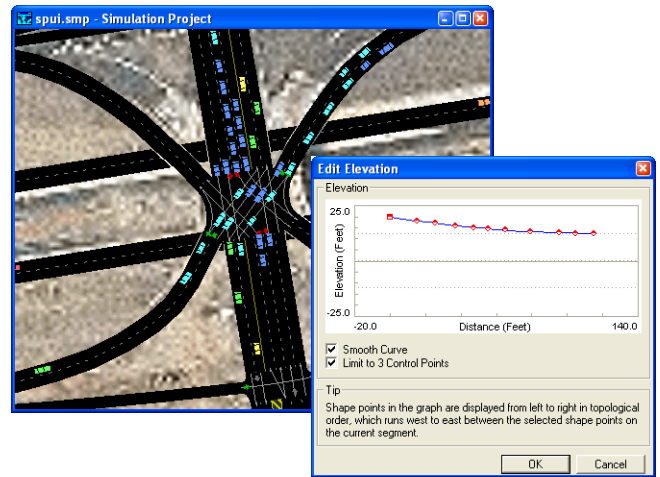 spui.smp - Simulation Project
Edit Elevation
Elevation
25.0
Elevation (Feet)
-25.0
-20.0
Distance (Feet)
140.0
Smooth Curve
Limit to 3 Control Points
Tip
Shape points in the graph are displayed from left to right in topological
order, which runs west to east between the selected shape points on
the current segment.
OK
Cancel